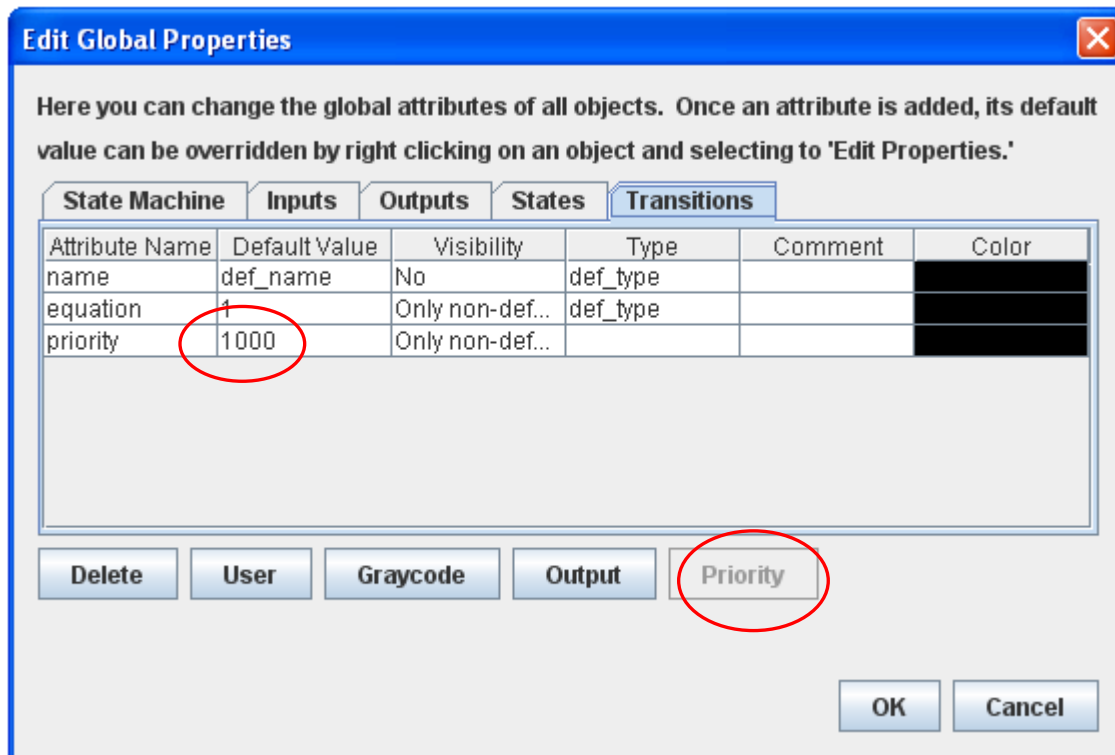 Edit Global Properties
Here you can change the global attributes of all objects.  Once an attribute is added, its default
value can be overridden by right clicking on an object and selecting to 'Edit Properties.'
State Machine Inputs Outputs States Transitions
Attribute Name Default Value Visibility Type Comment Color
name def_name No def_type
equation 1 Only non-def... def_type
priority 1000 Only non-def...
Delete User Graycode Output Priority
OK Cancel